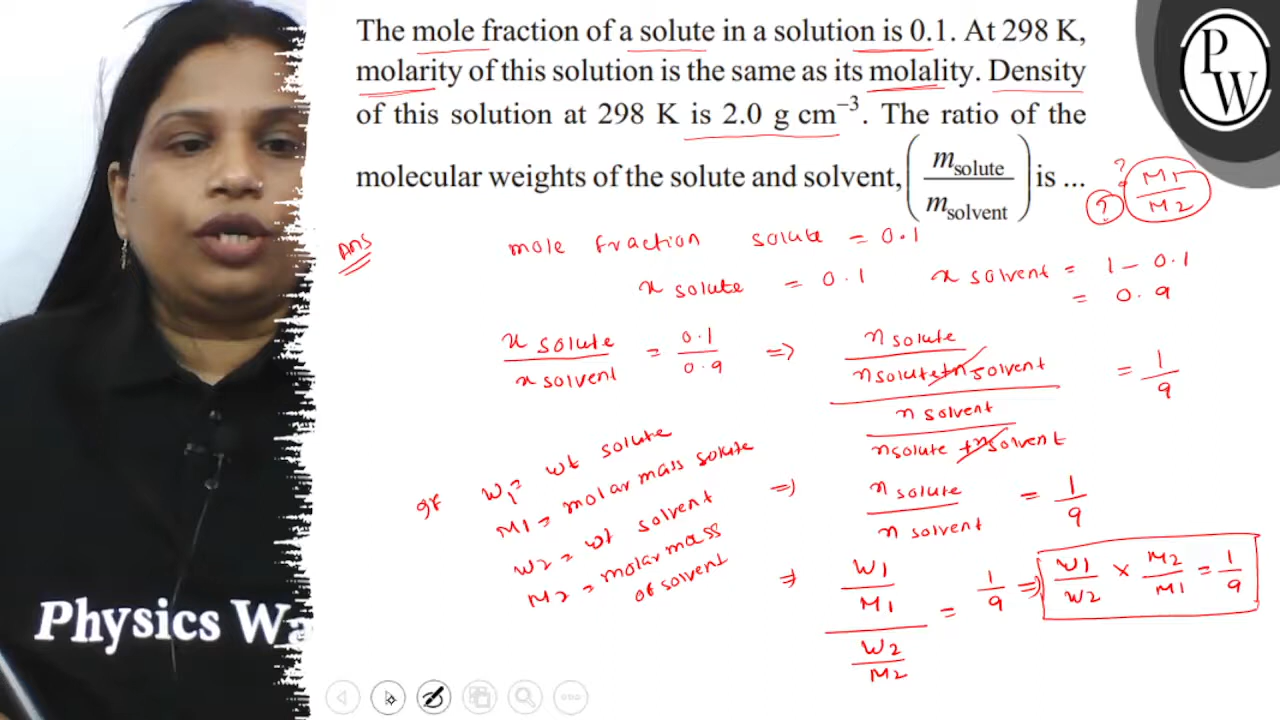 The mole fraction of a solute in a solution is 0.1. At 298 K,
molarity of this solution is the same as its molality. Density
of this solution at 298 K is 2.0 g cm⁻³. The ratio of the
molecular weights of the solute and solvent, (m_solute / m_solvent) is ...
? M1 / M2
?
PW
Ans
mole fraction solute = 0.1
x solute = 0.1
x solvent = 1 - 0.1
= 0.9
x solute / x solvent = 0.1 / 0.9 ⇒ (n solute / n solute + n solvent) / (n solvent / n solute + n solvent) = 1/9
If W1 = wt solute
M1 = molar mass solute
W2 = wt solvent
M2 = molar mass
of solvent
⇒ n solute / n solvent = 1/9
⇒ (W1 / M1) / (W2 / M2) = 1/9 ⇒ W1/W2 × M2/M1 = 1/9
Physics Wa